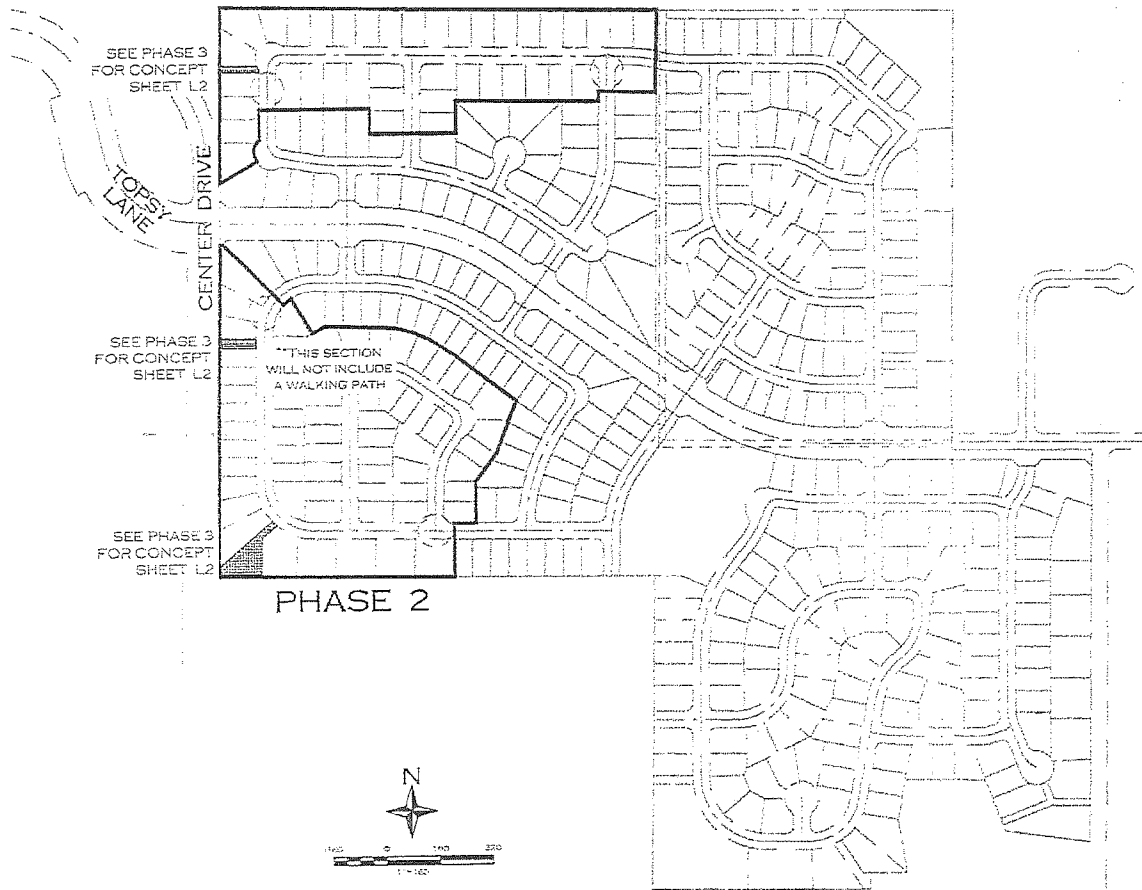 SEE PHASE 3
FOR CONCEPT
SHEET L2
TOPSY
LANE
CENTER DRIVE
SEE PHASE 3
FOR CONCEPT
SHEET L2
"THIS SECTION
WILL NOT INCLUDE
A WALKING PATH
SEE PHASE 3
FOR CONCEPT
SHEET L2
PHASE 2
N
0